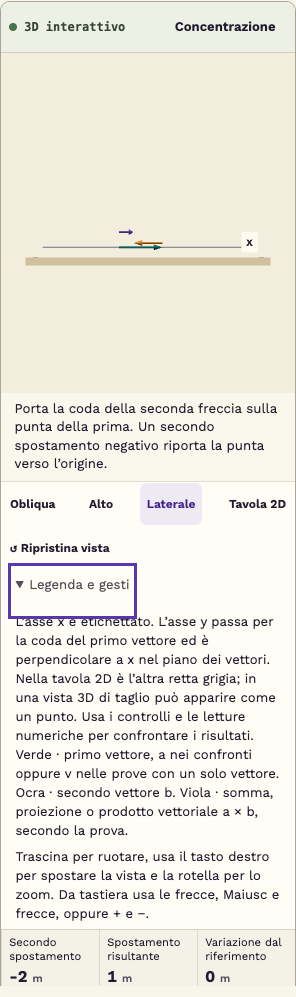 3D interattivo
Concentrazione
x
Porta la coda della seconda freccia sulla
punta della prima. Un secondo
spostamento negativo riporta la punta
verso l’origine.
Obliqua
Alto
Laterale
Tavola 2D
↺ Ripristina vista
▼ Legenda e gesti
L’asse x è etichettato. L’asse y passa per
la coda del primo vettore ed è
perpendicolare a x nel piano dei vettori.
Nella tavola 2D è l’altra retta grigia; in
una vista 3D di taglio può apparire come
un punto. Usa i controlli e le letture
numeriche per confrontare i risultati.
Verde · primo vettore, a nei confronti
oppure v nelle prove con un solo vettore.
Ocra · secondo vettore b. Viola · somma,
proiezione o prodotto vettoriale a × b,
secondo la prova.
Trascina per ruotare, usa il tasto destro
per spostare la vista e la rotella per lo
zoom. Da tastiera usa le frecce, Maiusc e
frecce, oppure + e −.
Secondo
spostamento
-2 m
Spostamento
risultante
1 m
Variazione dal
riferimento
0 m